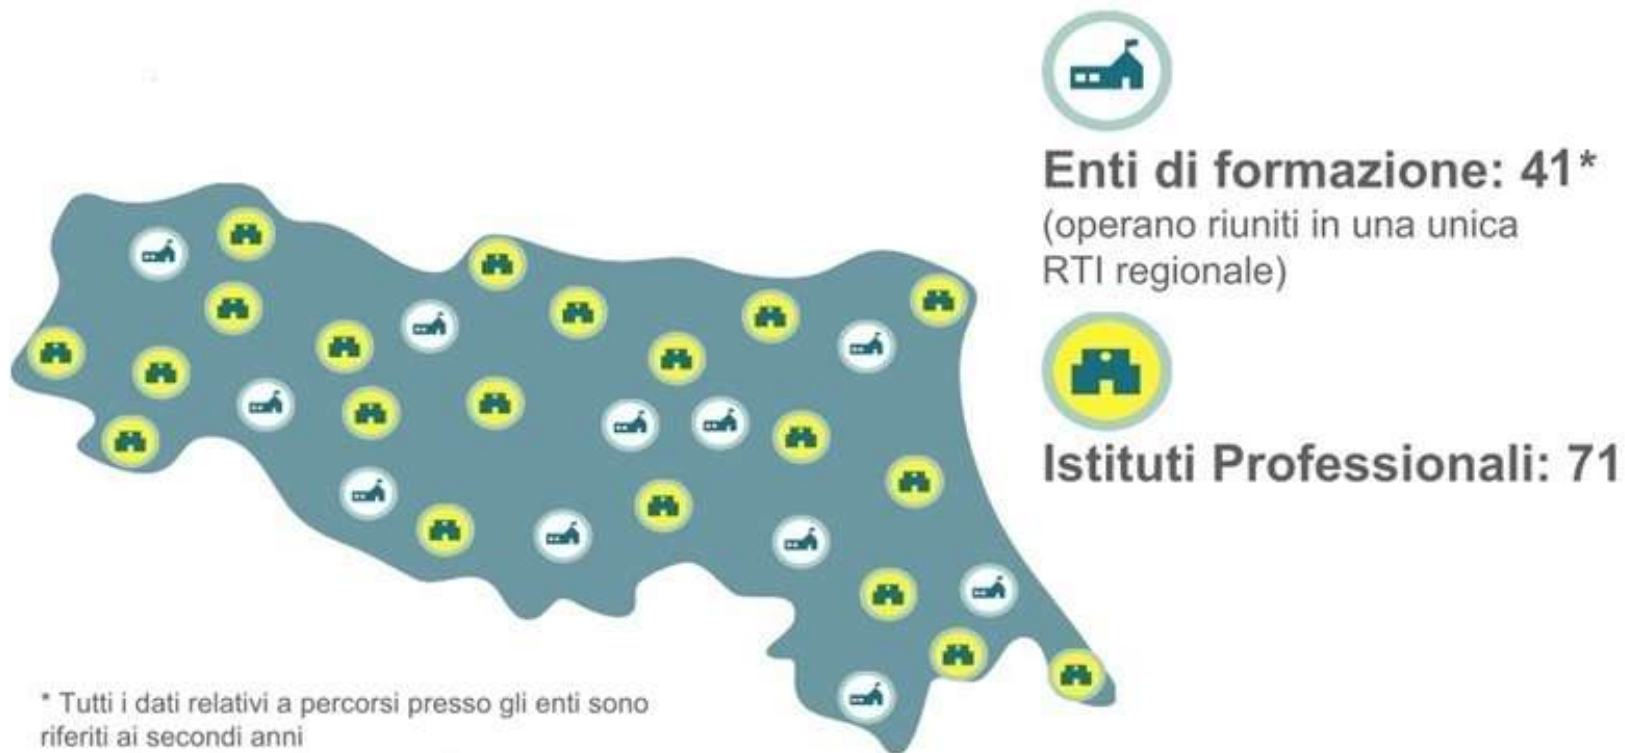 Enti di formazione: 41*
(operano riuniti in una unica
RTI regionale)
Istituti Professionali: 71
* Tutti i dati relativi a percorsi presso gli enti sono
riferiti ai secondi anni